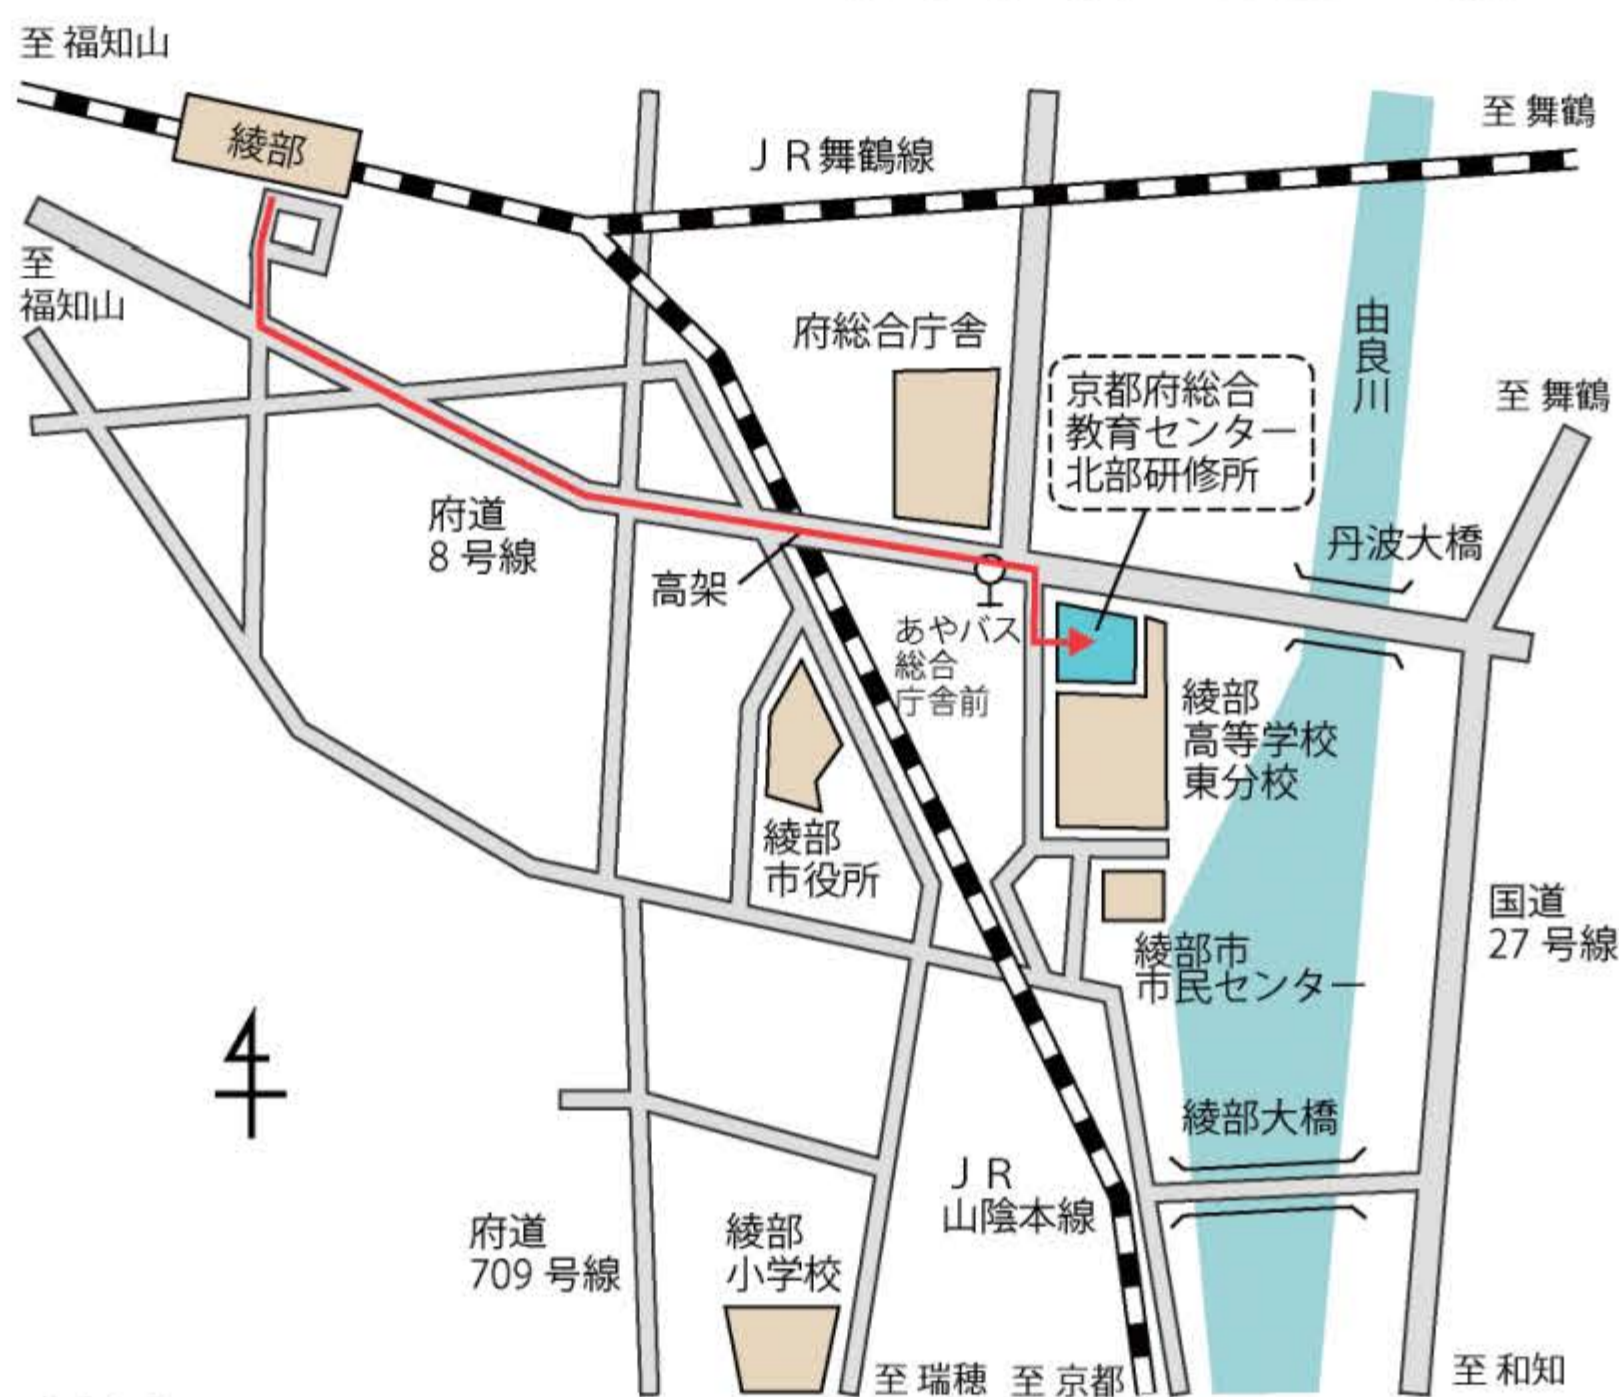 至 福知山
綾部
ＪＲ舞鶴線
至 舞鶴
至
福知山
府総合庁舎
京都府総合
教育センター
北部研修所
由良川
至 舞鶴
府道
8 号線
高架
丹波大橋
あやバス
総合
庁舎前
綾部
高等学校
東分校
綾部
市役所
国道
27 号線
綾部市
市民センター
綾部大橋
ＪＲ
山陰本線
府道
709 号線
綾部
小学校
至 瑞穂
至 京都
至 和知